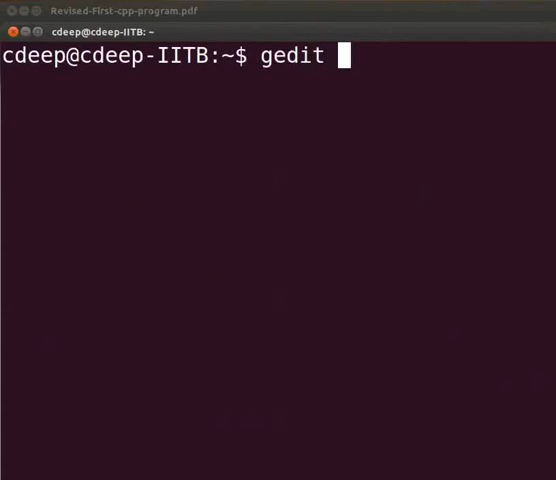 Revised-First-cpp-program.pdf
cdeep@cdeep-IITB: ~
cdeep@cdeep-IITB:~$ gedit